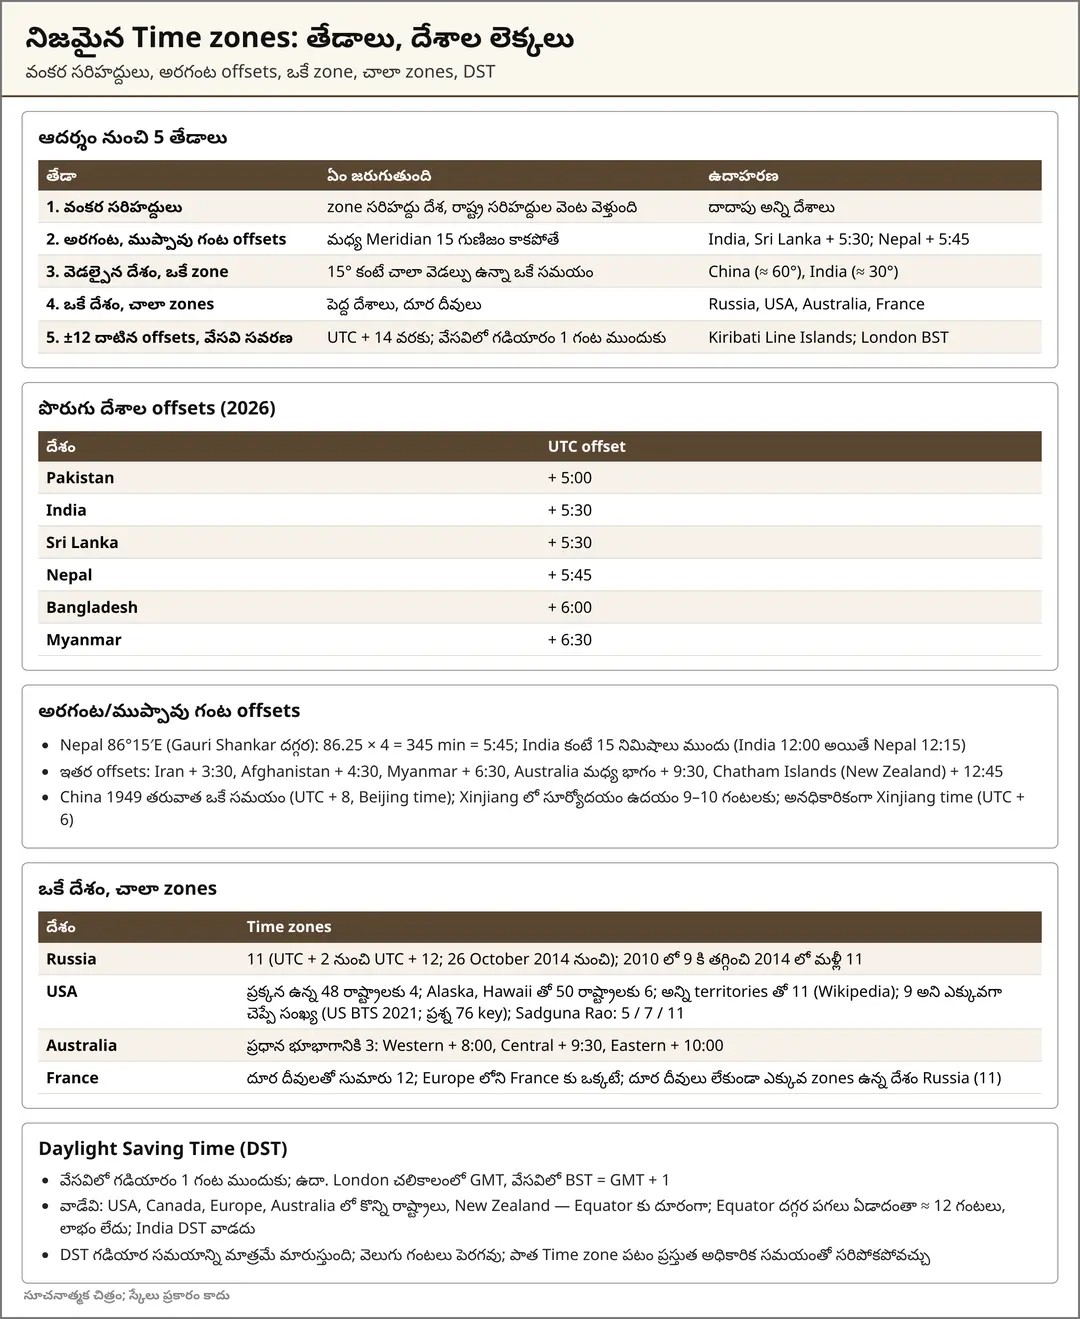 నిజమైన Time zones: తేడాలు, దేశాల లెక్కలు
వంకర సరిహద్దులు, అరగంట offsets, ఒకే zone, చాలా zones, DST
ఆదర్శం నుంచి 5 తేడాలు
తేడా ఏం జరుగుతుంది ఉదాహరణ
1. వంకర సరిహద్దులు zone సరిహద్దు దేశ, రాష్ట్ర సరిహద్దుల వెంట వెళ్తుంది దాదాపు అన్ని దేశాలు
2. అరగంట, ముప్పావు గంట offsets మధ్య Meridian 15 గుణిజం కాకపోతే India, Sri Lanka + 5:30; Nepal + 5:45
3. వెడల్పైన దేశం, ఒకే zone 15° కంటే చాలా వెడల్పు ఉన్నా ఒకే సమయం China (≈ 60°), India (≈ 30°)
4. ఒకే దేశం, చాలా zones పెద్ద దేశాలు, దూర దీవులు Russia, USA, Australia, France
5. ±12 దాటిన offsets, వేసవి సవరణ UTC + 14 వరకు; వేసవిలో గడియారం 1 గంట ముందుకు Kiribati Line Islands; London BST
పొరుగు దేశాల offsets (2026)
దేశం UTC offset
Pakistan + 5:00
India + 5:30
Sri Lanka + 5:30
Nepal + 5:45
Bangladesh + 6:00
Myanmar + 6:30
అరగంట/ముప్పావు గంట offsets
• Nepal 86°15′E (Gauri Shankar దగ్గర): 86.25 × 4 = 345 min = 5:45; India కంటే 15 నిమిషాలు ముందు (India 12:00 అయితే Nepal 12:15)
• ఇతర offsets: Iran + 3:30, Afghanistan + 4:30, Myanmar + 6:30, Australia మధ్య భాగం + 9:30, Chatham Islands (New Zealand) + 12:45
• China 1949 తరువాత ఒకే సమయం (UTC + 8, Beijing time); Xinjiang లో సూర్యోదయం ఉదయం 9–10 గంటలకు; అనధికారికంగా Xinjiang time (UTC +
6)
ఒకే దేశం, చాలా zones
దేశం Time zones
Russia 11 (UTC + 2 నుంచి UTC + 12; 26 October 2014 నుంచి); 2010 లో 9 కి తగ్గించి 2014 లో మళ్లీ 11
USA ప్రక్కన ఉన్న 48 రాష్ట్రాలకు 4; Alaska, Hawaii తో 50 రాష్ట్రాలకు 6; అన్ని territories తో 11 (Wikipedia); 9 అని ఎక్కువగా
చెప్పే సంఖ్య (US BTS 2021; ప్రశ్న 76 key); Sadguna Rao: 5 / 7 / 11
Australia ప్రధాన భూభాగానికి 3: Western + 8:00, Central + 9:30, Eastern + 10:00
France దూర దీవులతో సుమారు 12; Europe లోని France కు ఒక్కటే; దూర దీవులు లేకుండా ఎక్కువ zones ఉన్న దేశం Russia (11)
Daylight Saving Time (DST)
• వేసవిలో గడియారం 1 గంట ముందుకు; ఉదా. London చలికాలంలో GMT, వేసవిలో BST = GMT + 1
• వాడేవి: USA, Canada, Europe, Australia లో కొన్ని రాష్ట్రాలు, New Zealand — Equator కు దూరంగా; Equator దగ్గర పగలు ఏడాదంతా ≈ 12 గంటలు,
లాభం లేదు; India DST వాడదు
• DST గడియార సమయాన్ని మాత్రమే మారుస్తుంది; వెలుగు గంటలు పెరగవు; పాత Time zone పటం ప్రస్తుత అధికారిక సమయంతో సరిపోకపోవచ్చు
సూచనాత్మక చిత్రం; స్కేలు ప్రకారం కాదు